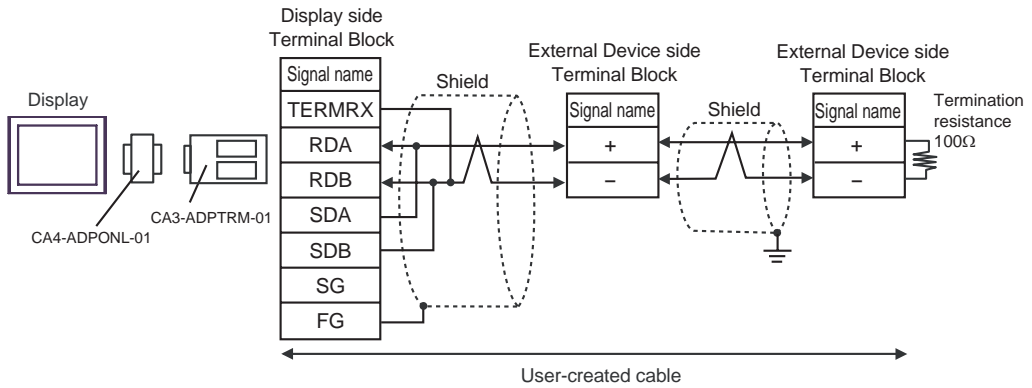 Display
CA4-ADPONL-01
CA3-ADPTRM-01
Display side
Terminal Block
Signal name
TERMRX
RDA
RDB
SDA
SDB
SG
FG
Shield
External Device side
Terminal Block
Signal name
+
–
Shield
External Device side
Terminal Block
Signal name
+
–
Termination
resistance
100Ω
User-created cable